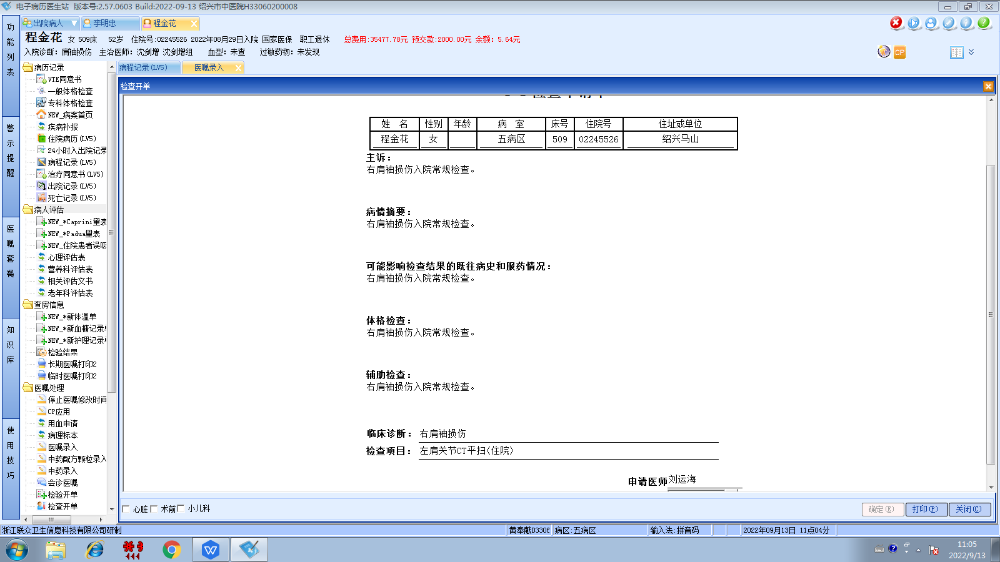 电子病历医生站 版本号:2.57.0603 Build:2022-09-13 绍兴市中医院H33060200008
功能列表
警示提醒
医嘱套餐
知识库
使用技巧
出院病人 李明忠 程金花
程金花 女 509床 52岁 住院号:02245526 2022年08月29日入院 国家医保 职工退休 总费用:35477.78元 预交款:2000.00元 余额: 5.64元
入院诊断: 肩袖损伤 主治医师: 沈剑增 沈剑增组 血型: 未查 过敏药物: 未发现
CP
病历记录
VTE同意书
一般体格检查
专科体格检查
NEW_病案首页
疾病补报
住院病历(LV5)
24小时入出院记录
病程记录(LV5)
治疗同意书(LV5)
出院记录(LV5)
死亡记录(LV5)
病人评估
NEW_*Caprini量表
NEW_*Padua量表
NEW_住院患者误吸
心理评估表
营养科评估表
相关评估文书
老年科评估表
查房信息
NEW_*新体温单
NEW_*新血糖记录单
NEW_*新护理记录单
检验结果
长期医嘱打印2
临时医嘱打印2
医嘱处理
停止医嘱修改时间
CP应用
用血申请
病理标本
医嘱录入
中药配方颗粒录入
中药录入
会诊医嘱
检验开单
检查开单
病程记录(LV5) 医嘱录入
检查开单
姓 名 性别 年龄 病 室 床号 住院号 住址或单位
程金花 女 五病区 509 02245526 绍兴马山
主诉:
右肩袖损伤入院常规检查。
病情摘要:
右肩袖损伤入院常规检查。
可能影响检查结果的既往病史和服药情况:
右肩袖损伤入院常规检查。
体格检查:
右肩袖损伤入院常规检查。
辅助检查:
右肩袖损伤入院常规检查。
临床诊断: 右肩袖损伤
检查项目: 左肩关节CT平扫(住院)
申请医师 刘运海
心脏 术前 小儿科 确定(E) 打印(P) 关闭(C)
浙江联众卫生信息科技有限公司研制 黄奉献D330E 病区:五病区 输入法:拼音码 2022年09月13日 11点04分
11:05
2022/9/13